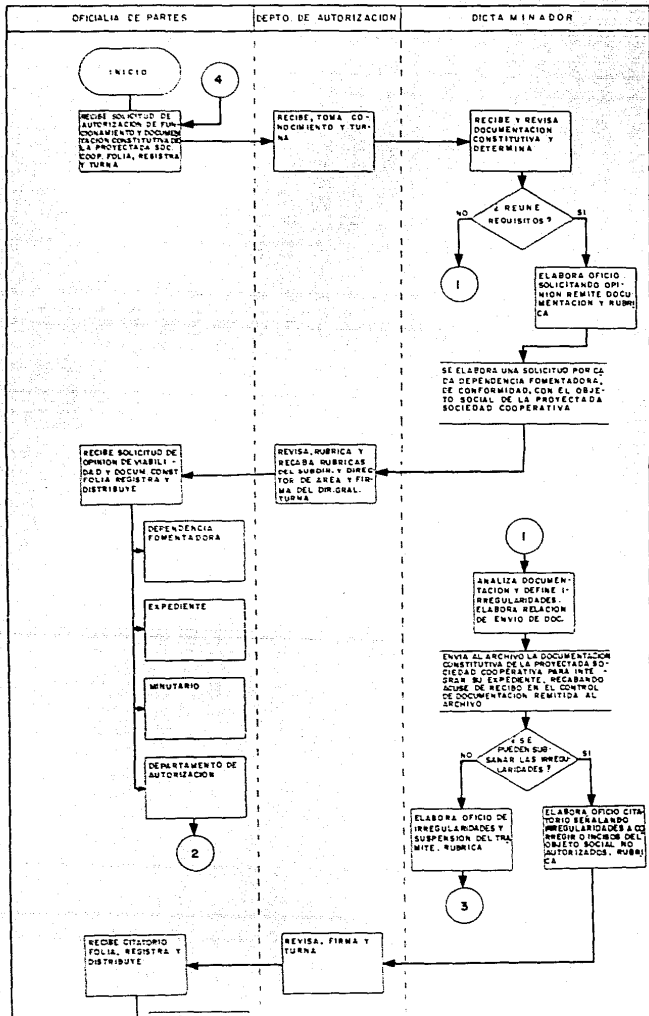 OFICIALIA DE PARTES
DEPTO. DE AUTORIZACION
DICTAMINADOR
INICIO
4
RECIBE SOLICITUD DE
AUTORIZACION DE FUN-
CIONAMIENTO Y DOCUMEN-
TACION CONSTITUTIVA DE
LA PROYECTADA SOC.
COOP. FOLIA, REGISTRA
Y TURNA
RECIBE, TOMA CO-
NOCIMIENTO Y TUR-
NA
RECIBE Y REVISA
DOCUMENTACION
CONSTITUTIVA Y
DETERMINA
¿ REUNE
REQUISITOS ?
NO
SI
1
ELABORA OFICIO
SOLICITANDO OPI-
NION REMITE DOCU-
MENTACION Y RUBRI
CA
SE ELABORA UNA SOLICITUD POR CA
DA DEPENDENCIA FOMENTADORA,
DE CONFORMIDAD, CON EL OBJE-
TO SOCIAL DE LA PROYECTADA
SOCIEDAD COOPERATIVA
RECIBE SOLICITUD DE
OPINION DE VIABILI-
DAD Y DOCUM. CONST.
FOLIA REGISTRA Y
DISTRIBUYE
REVISA, RUBRICA Y
RECABA RUBRICAS
DEL SUBDIR. Y DIREC
TOR DE AREA Y FIR-
MA DEL DIR. GRAL.
TURNA
DEPENDENCIA
FOMENTADORA
EXPEDIENTE
MINUTARIO
DEPARTAMENTO DE
AUTORIZACION
2
1
ANALIZA DOCUMEN-
TACION Y DEFINE I-
RREGULARIDADES.
ELABORA RELACION
DE ENVIO DE DOC.
ENVIA AL ARCHIVO LA DOCUMENTACION
CONSTITUTIVA DE LA PROYECTADA SO-
CIEDAD COOPERATIVA PARA INTE-
GRAR SU EXPEDIENTE, RECABANDO
ACUSE DE RECIBO EN EL CONTROL
DE DOCUMENTACION REMITIDA AL
ARCHIVO
¿ SE
PUEDEN SUB-
SANAR LAS IRREGU-
LARIDADES ?
NO
SI
ELABORA OFICIO DE
IRREGULARIDADES Y
SUSPENSION DEL TRA
MITE. RUBRICA
3
ELABORA OFICIO CITA
TORIO SEÑALANDO
IRREGULARIDADES A CO
RREGIR O INCISOS DEL
OBJETO SOCIAL NO
AUTORIZADOS. RUBRI
CA
RECIBE CITATORIO
FOLIA, REGISTRA Y
DISTRIBUYE
REVISA, FIRMA Y
TURNA